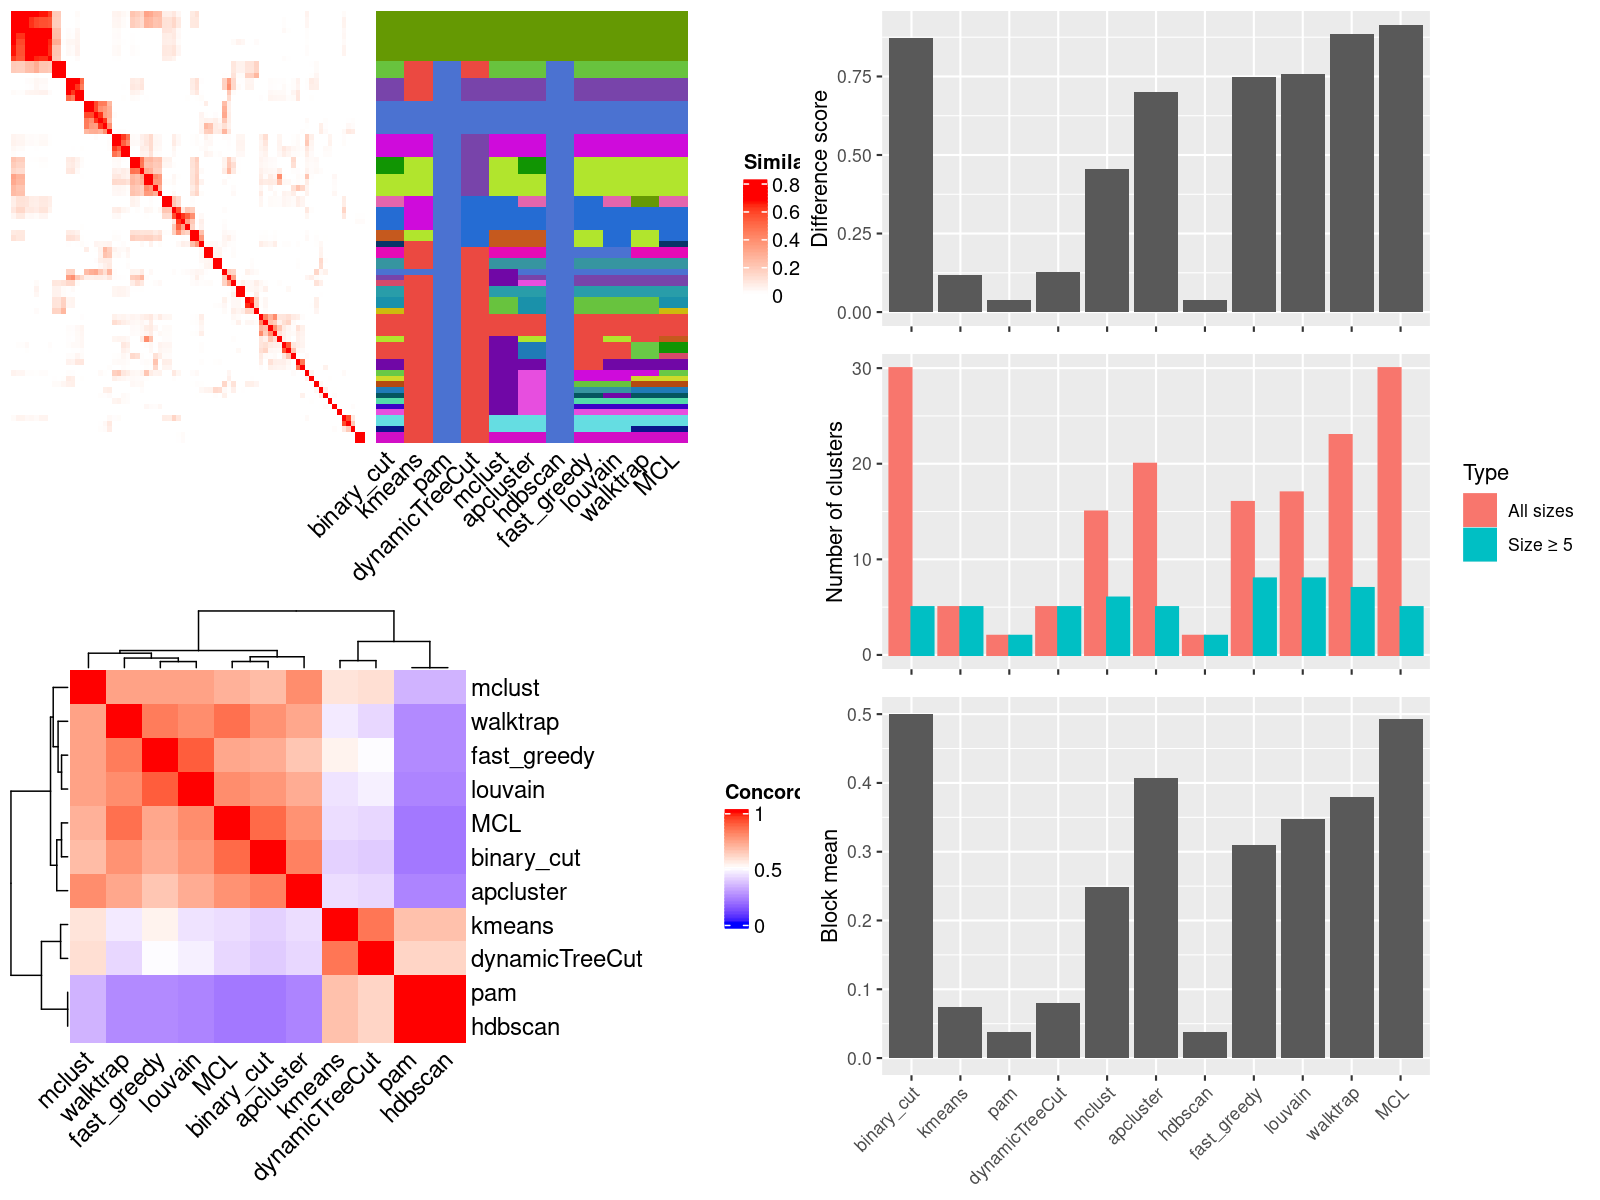 Simila
0.8
0.6
0.4
0.2
0
binary_cut
kmeans
pam
dynamicTreeCut
mclust
apcluster
hdbscan
fast_greedy
louvain
walktrap
MCL
mclust
walktrap
fast_greedy
louvain
MCL
binary_cut
apcluster
kmeans
dynamicTreeCut
pam
hdbscan
mclust
walktrap
fast_greedy
louvain
MCL
binary_cut
apcluster
kmeans
dynamicTreeCut
pam
hdbscan
Concord
1
0.5
0
Difference score
0.75
0.50
0.25
0.00
Number of clusters
30
20
10
0
Type
All sizes
Size ≥ 5
Block mean
0.5
0.4
0.3
0.2
0.1
0.0
binary_cut
kmeans
pam
dynamicTreeCut
mclust
apcluster
hdbscan
fast_greedy
louvain
walktrap
MCL